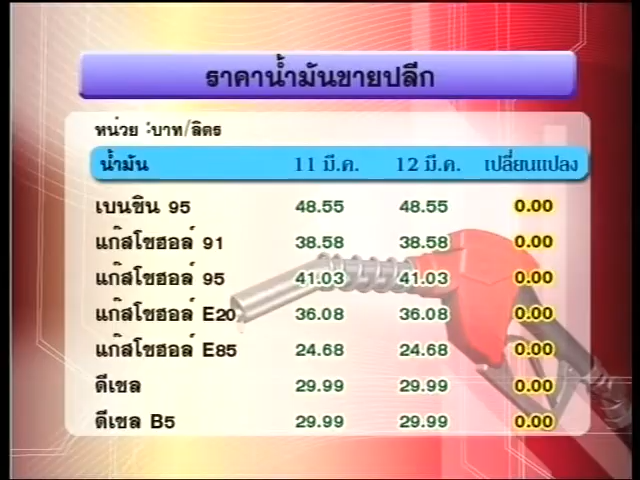 ราคาน้ำมันขายปลีก
หน่วย :บาท/ลิตร
น้ำมัน 11 มี.ค. 12 มี.ค. เปลี่ยนแปลง
เบนซิน 95 48.55 48.55 0.00
แก๊สโซฮอล์ 91 38.58 38.58 0.00
แก๊สโซฮอล์ 95 41.03 41.03 0.00
แก๊สโซฮอล์ E20 36.08 36.08 0.00
แก๊สโซฮอล์ E85 24.68 24.68 0.00
ดีเซล 29.99 29.99 0.00
ดีเซล B5 29.99 29.99 0.00